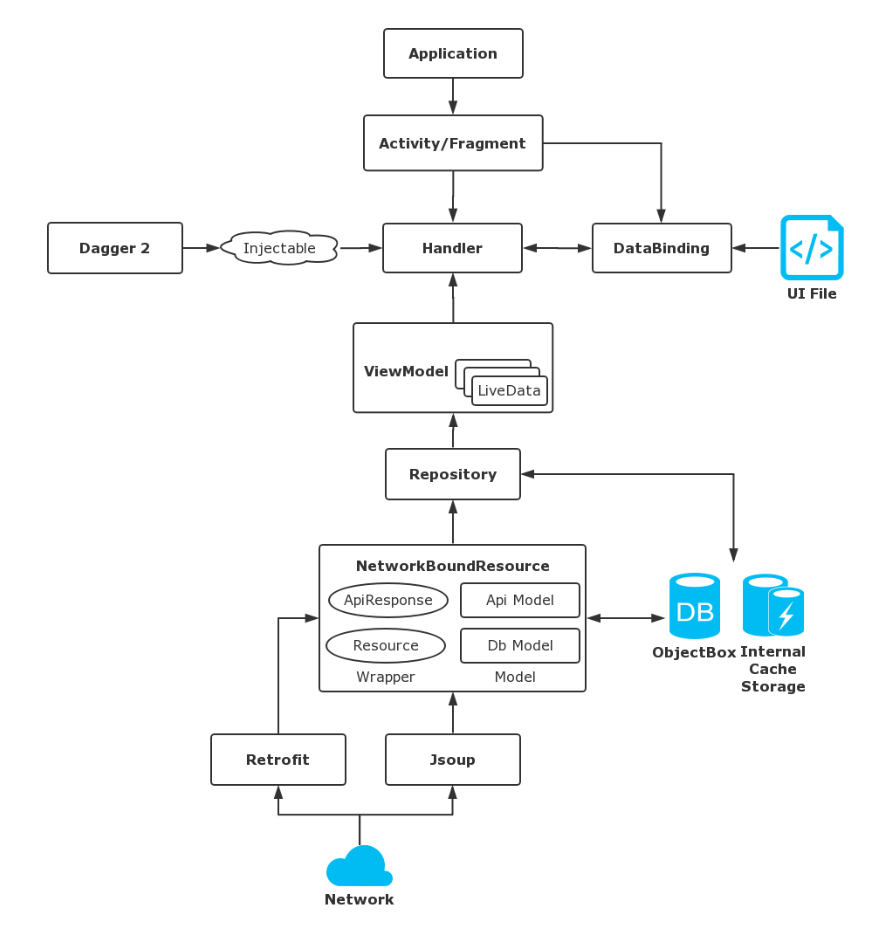 Application
Activity/Fragment
Dagger 2
Injectable
Handler
DataBinding
</>
UI File
ViewModel
LiveData
Repository
NetworkBoundResource
ApiResponse
Api Model
Resource
Db Model
Wrapper
Model
DB
ObjectBox
Internal
Cache
Storage
Retrofit
Jsoup
Network